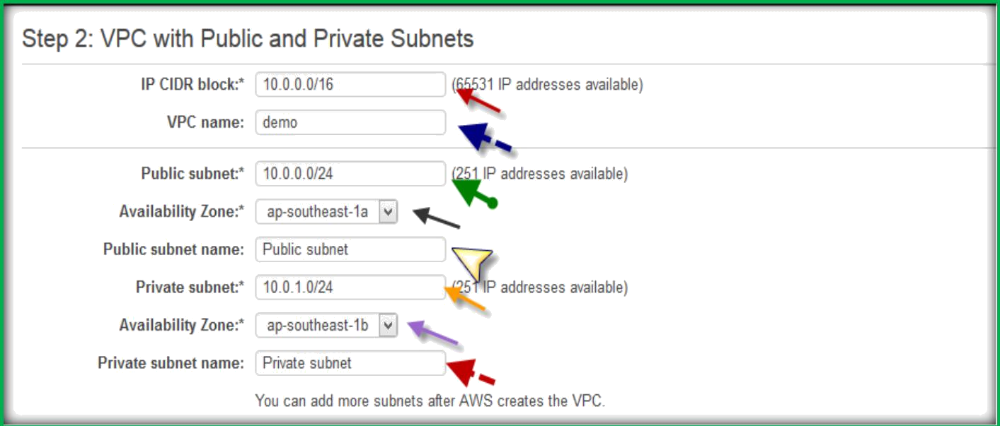 Step 2: VPC with Public and Private Subnets
IP CIDR block:* 10.0.0.0/16 (65531 IP addresses available)
VPC name: demo
Public subnet:* 10.0.0.0/24 (251 IP addresses available)
Availability Zone:* ap-southeast-1a
Public subnet name: Public subnet
Private subnet:* 10.0.1.0/24 (251 IP addresses available)
Availability Zone:* ap-southeast-1b
Private subnet name: Private subnet
You can add more subnets after AWS creates the VPC.